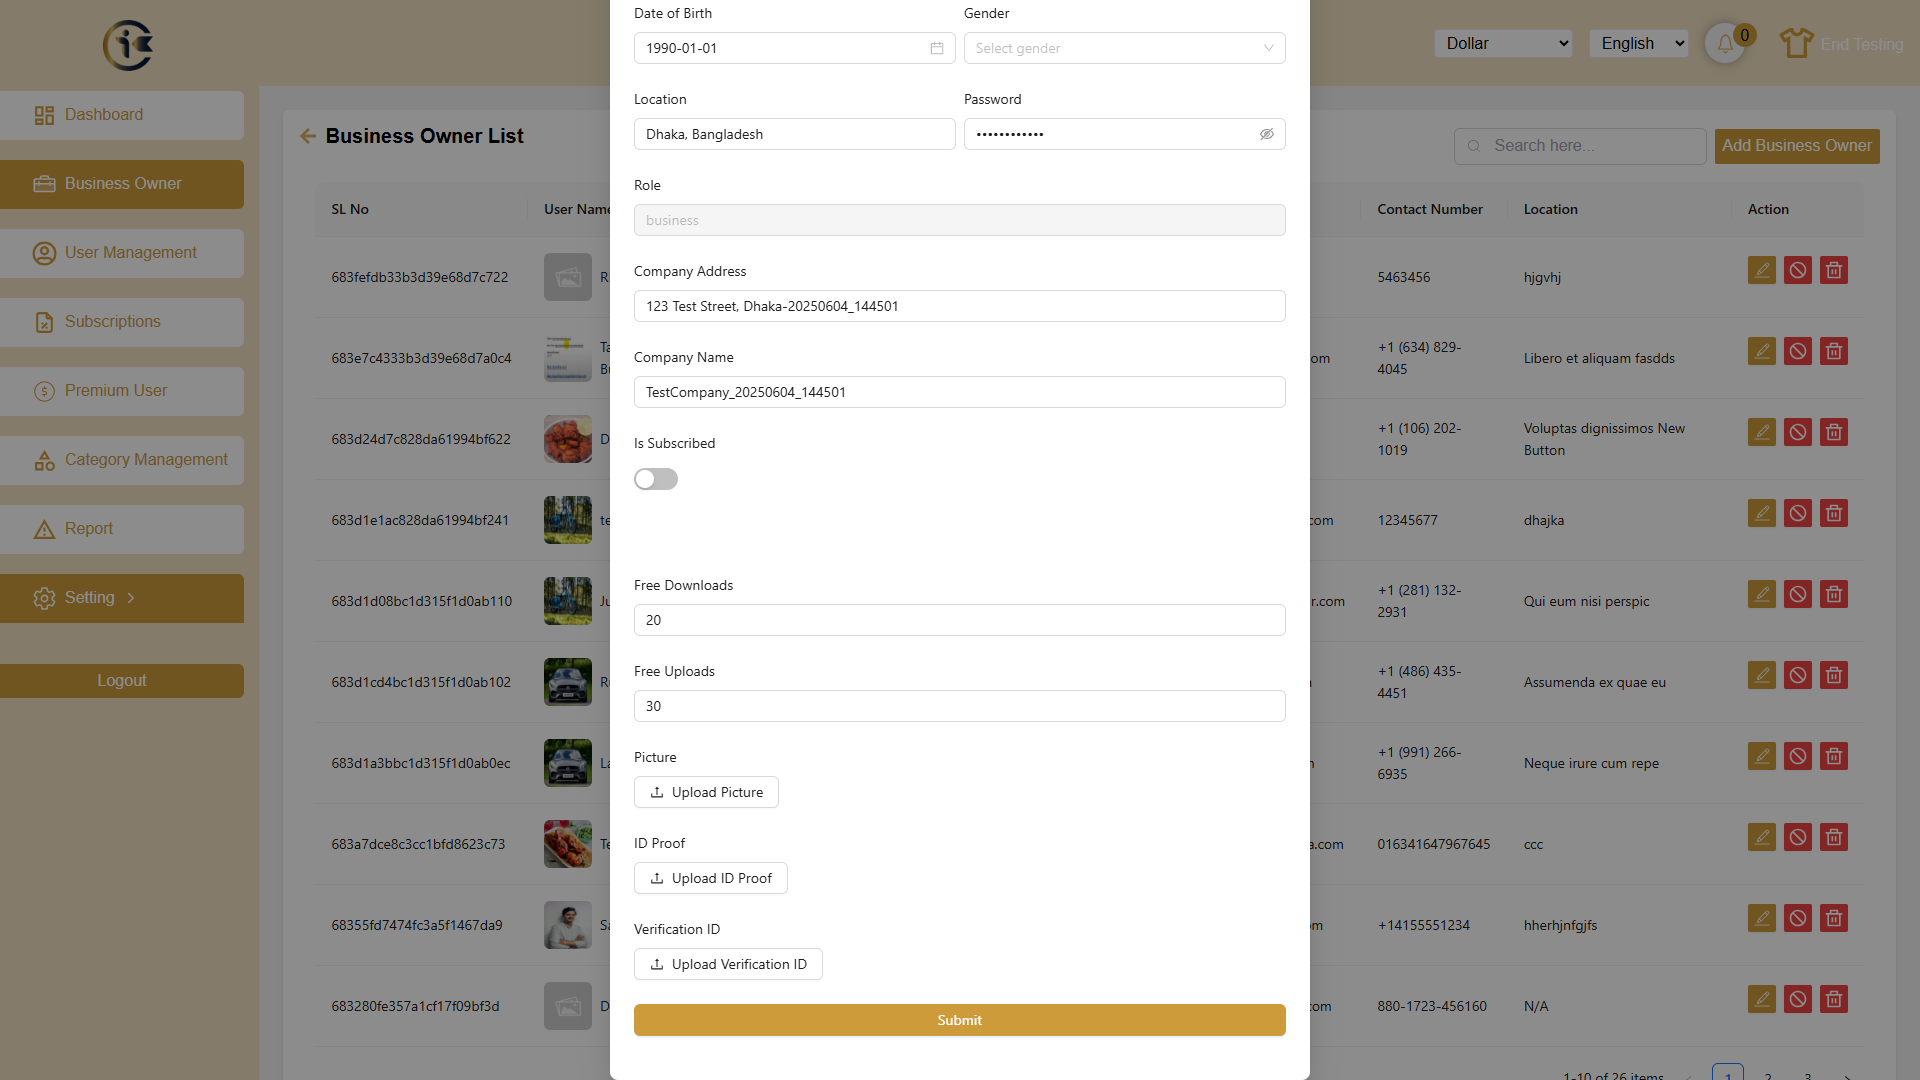 Date of Birth
Gender
1990-01-01
Select gender
Dollar
English
0
End Testing
Dashboard
Location
Password
Business Owner List
Dhaka, Bangladesh
••••••••••••
Search here...
Add Business Owner
Business Owner
Role
SL No
User Name
business
Contact Number
Location
Action
User Management
683fefdb33b3d39e68d7c722
R
Company Address
5463456
hjgvhj
123 Test Street, Dhaka-20250604_144501
Subscriptions
683e7c4333b3d39e68d7a0c4
Company Name
om
+1 (634) 829-
4045
Libero et aliquam fasdds
Premium User
TestCompany_20250604_144501
683d24d7c828da61994bf622
D
Is Subscribed
+1 (106) 202-
1019
Voluptas dignissimos New
Button
Category Management
683d1e1ac828da61994bf241
te
com
12345677
dhajka
Report
Free Downloads
683d1d08bc1d315f1d0ab110
Ju
20
r.com
+1 (281) 132-
2931
Qui eum nisi perspic
Setting
Free Uploads
683d1cd4bc1d315f1d0ab102
30
+1 (486) 435-
4451
Assumenda ex quae eu
Logout
Picture
683d1a3bbc1d315f1d0ab0ec
La
Upload Picture
+1 (991) 266-
6935
Neque irure cum repe
ID Proof
683a7dce8c3cc1bfd8623c73
Te
Upload ID Proof
a.com
016341647967645
ccc
Verification ID
68355fd7474fc3a5f1467da9
Sa
Upload Verification ID
om
+14155551234
hherhjnfgjfs
683280fe357a1cf17f09bf3d
D
Submit
com
880-1723-456160
N/A
1-10 of 26 items
1
2
3